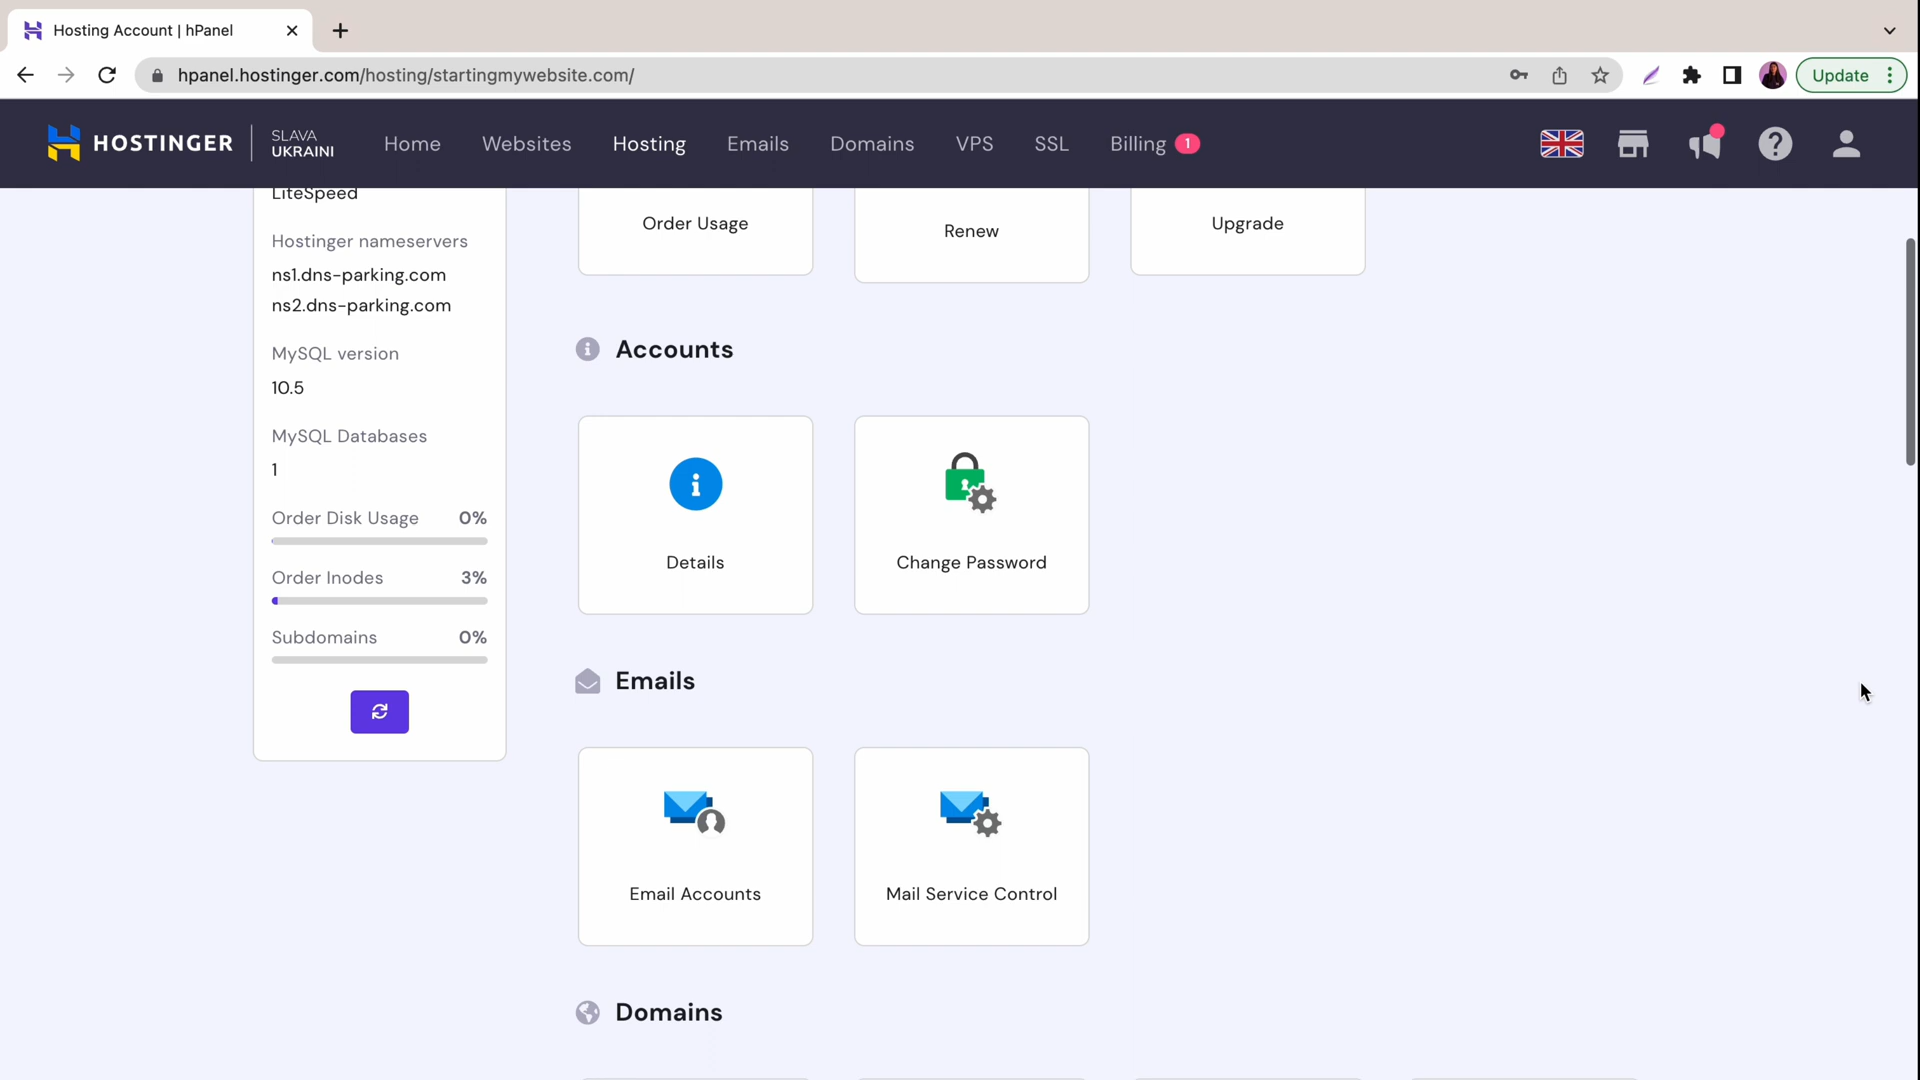 Hosting Account | hPanel
hpanel.hostinger.com/hosting/startingmywebsite.com/
Update
HOSTINGER
SLAVA
UKRAINI
Home
Websites
Hosting
Emails
Domains
VPS
SSL
Billing 1
LiteSpeed
Hostinger nameservers
ns1.dns-parking.com
ns2.dns-parking.com
MySQL version
10.5
MySQL Databases
1
Order Disk Usage 0%
Order Inodes 3%
Subdomains 0%
Order Usage
Renew
Upgrade
Accounts
Details
Change Password
Emails
Email Accounts
Mail Service Control
Domains